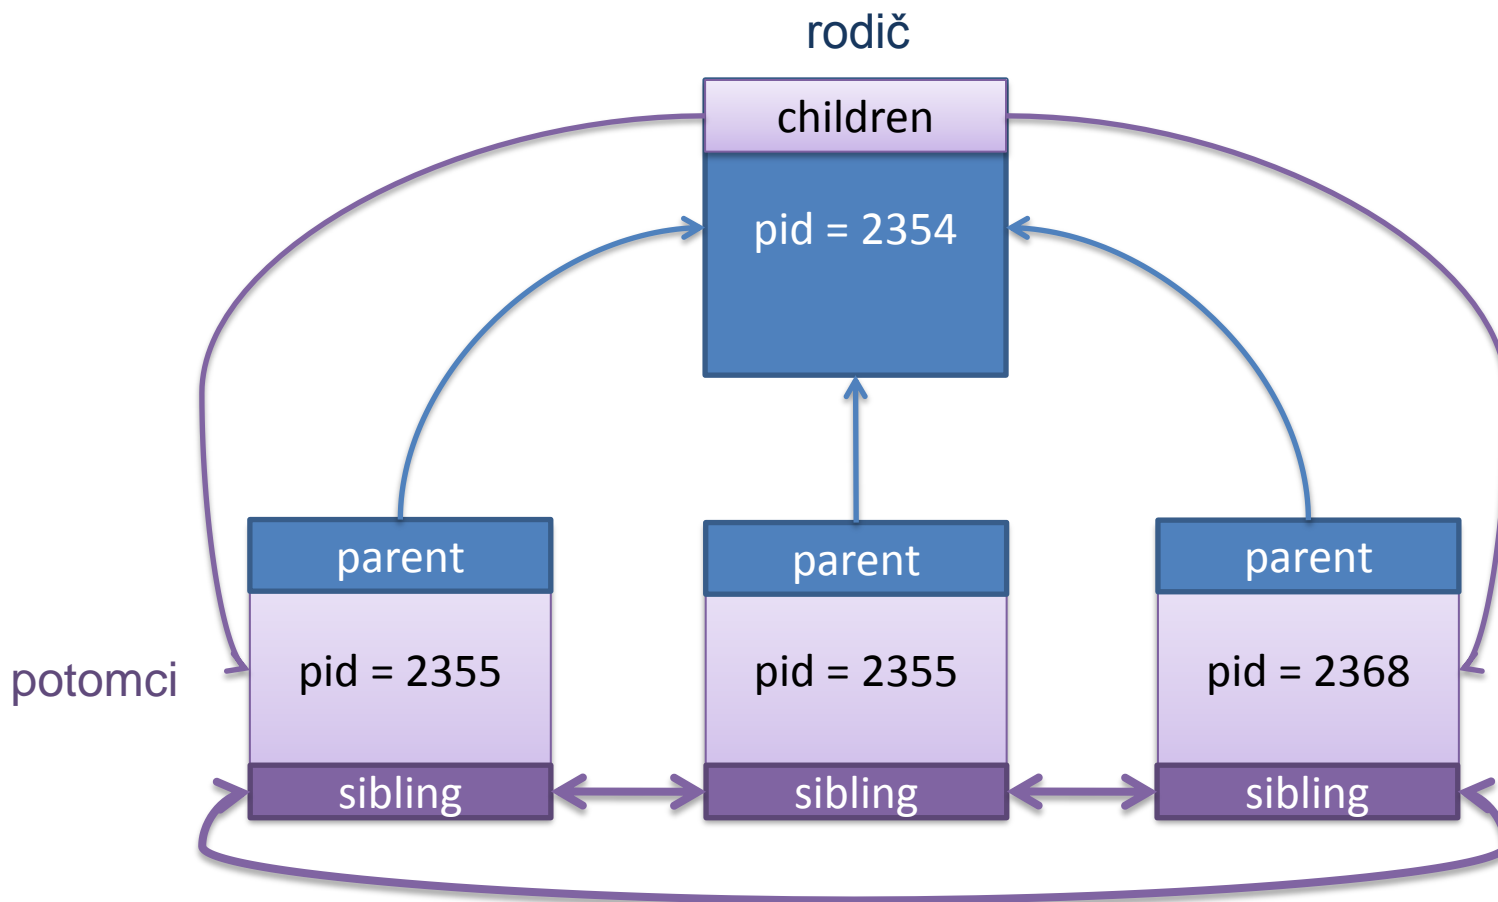 rodič
children
pid = 2354
parent
parent
parent
potomci
pid = 2355
pid = 2355
pid = 2368
sibling
sibling
sibling